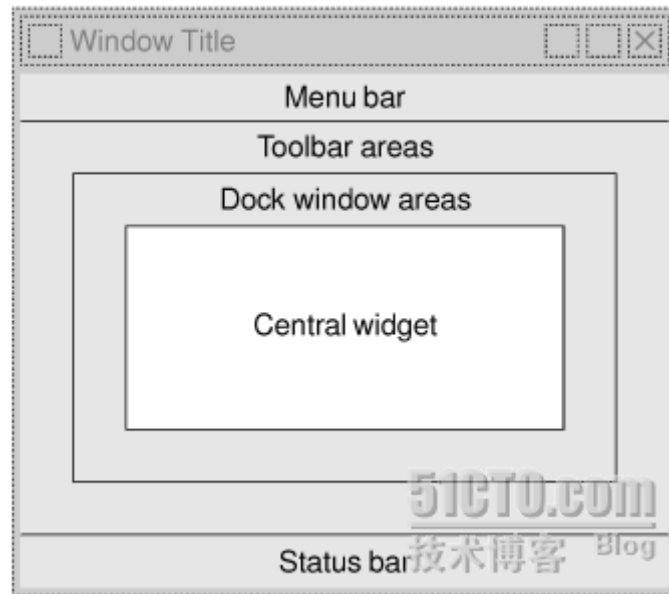 Window Title
Menu bar
Toolbar areas
Dock window areas
Central widget
51CTO.com
Status bar
技术博客 Blog